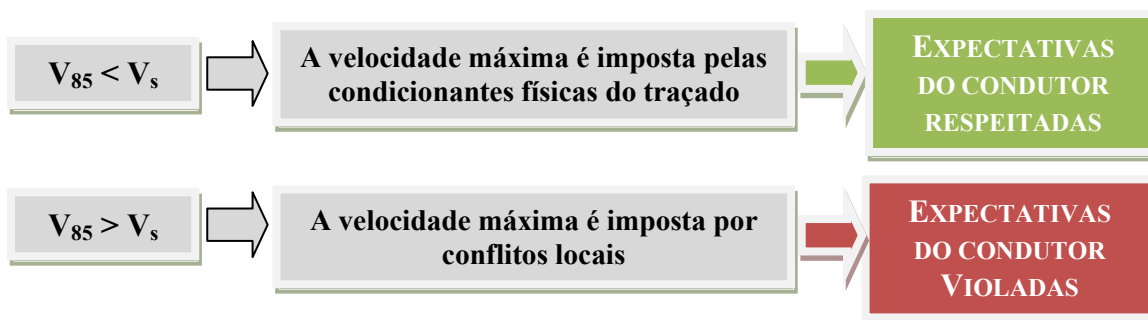 V85 < Vs
A velocidade máxima é imposta pelas
condicionantes físicas do traçado
EXPECTATIVAS
DO CONDUTOR
RESPEITADAS
V85 > Vs
A velocidade máxima é imposta por
conflitos locais
EXPECTATIVAS
DO CONDUTOR
VIOLADAS